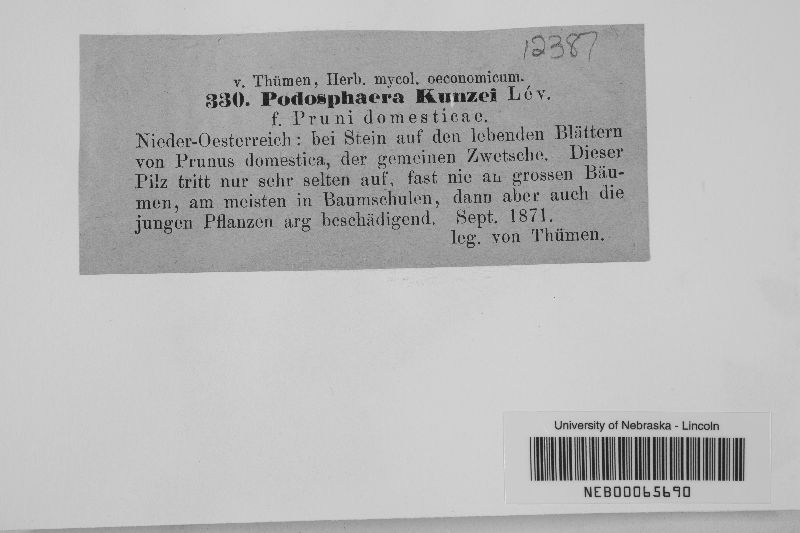 12387
v. Thümen, Herb. mycol. oeconomicum.
330. Podosphaera Kunzei Lév.
f. Pruni domesticae.
Nieder-Oesterreich: bei Stein auf den lebenden Blättern
von Prunus domestica, der gemeinen Zwetsche. Dieser
Pilz tritt nur sehr selten auf, fast nie an grossen Bäu-
men, am meisten in Baumschulen, dann aber auch die
jungen Pflanzen arg beschädigend. Sept. 1871.
leg. von Thümen.
University of Nebraska - Lincoln
NEB00065690